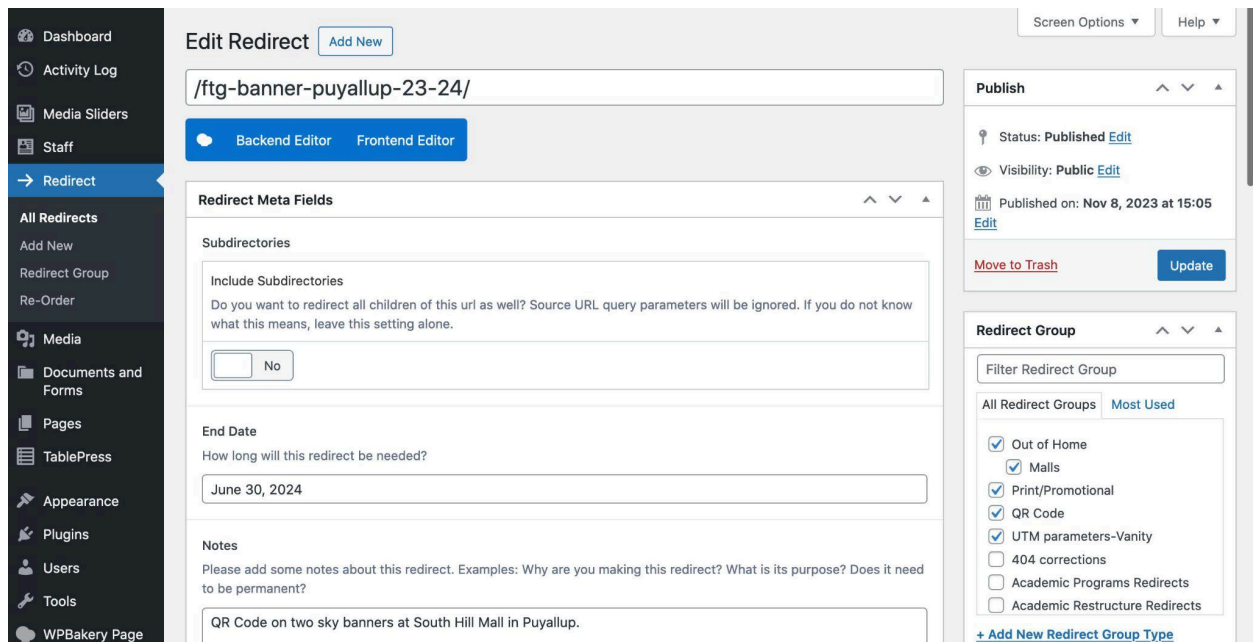 Dashboard
Activity Log
Media Sliders
Staff
Redirect
All Redirects
Add New
Redirect Group
Re-Order
Media
Documents and
Forms
Pages
TablePress
Appearance
Plugins
Users
Tools
WPBakery Page
Screen Options
Help
Edit Redirect
Add New
/ftg-banner-puyallup-23-24/
Backend Editor
Frontend Editor
Redirect Meta Fields
Subdirectories
Include Subdirectories
Do you want to redirect all children of this url as well? Source URL query parameters will be ignored. If you do not know
what this means, leave this setting alone.
No
End Date
How long will this redirect be needed?
June 30, 2024
Notes
Please add some notes about this redirect. Examples: Why are you making this redirect? What is its purpose? Does it need
to be permanent?
QR Code on two sky banners at South Hill Mall in Puyallup.
Publish
Status: Published Edit
Visibility: Public Edit
Published on: Nov 8, 2023 at 15:05
Edit
Move to Trash
Update
Redirect Group
Filter Redirect Group
All Redirect Groups
Most Used
Out of Home
Malls
Print/Promotional
QR Code
UTM parameters-Vanity
404 corrections
Academic Programs Redirects
Academic Restructure Redirects
+ Add New Redirect Group Type